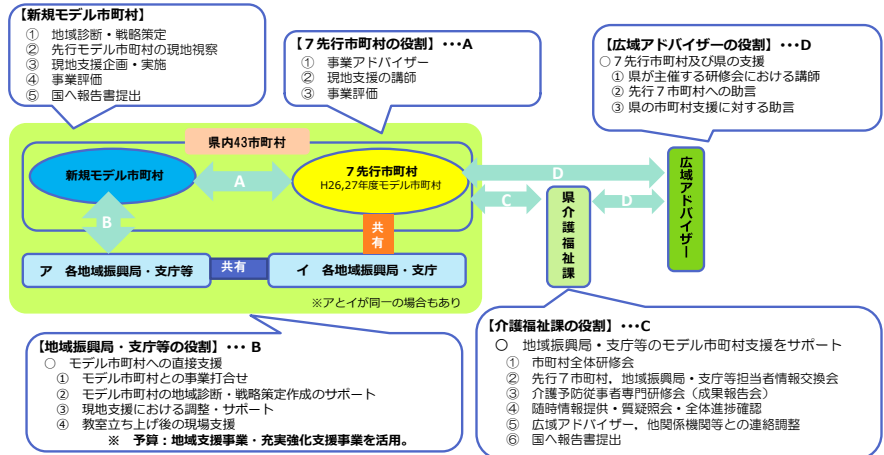 【新規モデル市町村】
① 地域診断・戦略策定
② 先行モデル市町村の現地視察
③ 現地支援企画・実施
④ 事業評価
⑤ 国へ報告書提出
【７先行市町村の役割】・・・A
① 事業アドバイザー
② 現地支援の講師
③ 事業評価
【広域アドバイザーの役割】・・・D
○７先行市町村及び県の支援
① 県が主催する研修会における講師
② 先行７市町村への助言
③ 県の市町村支援に対する助言
県内43市町村
新規モデル市町村
A
７先行市町村
H26,27年度モデル市町村
D
C
D
県介護福祉課
広域アドバイザー
B
共有
ア 各地域振興局・支庁等
共有
イ 各地域振興局・支庁
※アとイが同一の場合もあり
【地域振興局・支庁等の役割】・・・ B
○ モデル市町村への直接支援
① モデル市町村との事業打合せ
② モデル市町村の地域診断・戦略策定作成のサポート
③ 現地支援における調整・サポート
④ 教室立ち上げ後の現場支援
※ 予算：地域支援事業・充実強化支援事業を活用。
【介護福祉課の役割】・・・C
○ 地域振興局・支庁等のモデル市町村支援をサポート
① 市町村全体研修会
② 先行７市町村，地域振興局・支庁等担当者情報交換会
③ 介護予防従事者専門研修会（成果報告会）
④ 随時情報提供・質疑照会・全体進捗確認
⑤ 広域アドバイザー，他関係機関等との連絡調整
⑥ 国へ報告書提出